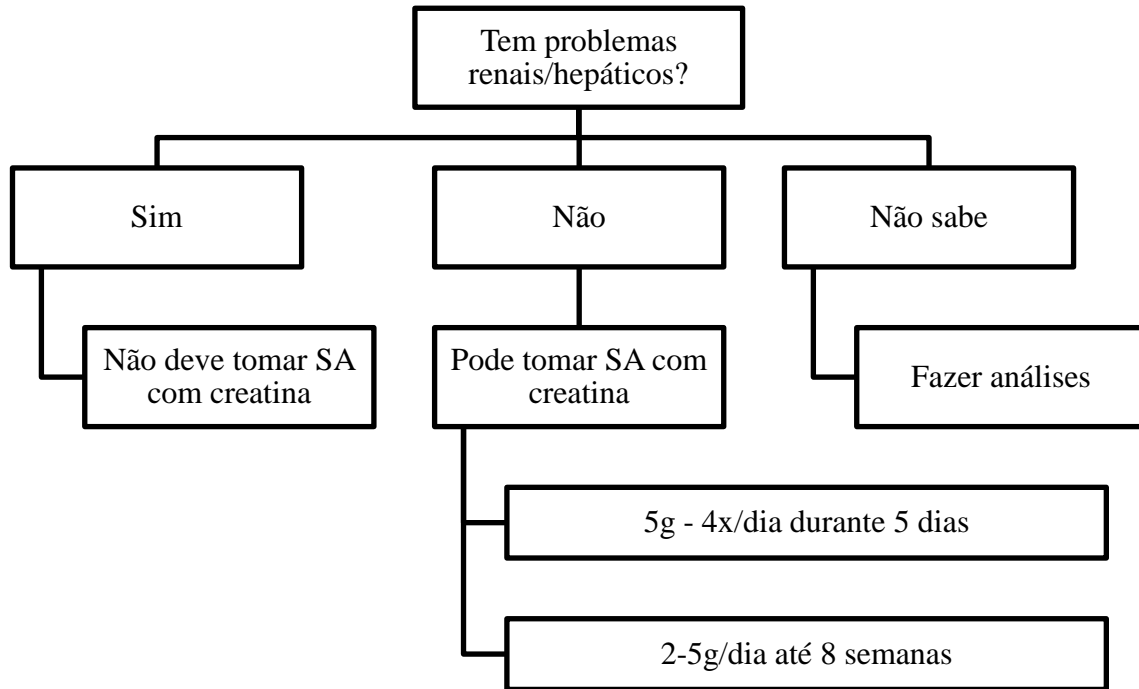 Tem problemas
renais/hepáticos?
Sim
Não
Não sabe
Não deve tomar SA
com creatina
Pode tomar SA com
creatina
Fazer análises
5g - 4x/dia durante 5 dias
2-5g/dia até 8 semanas